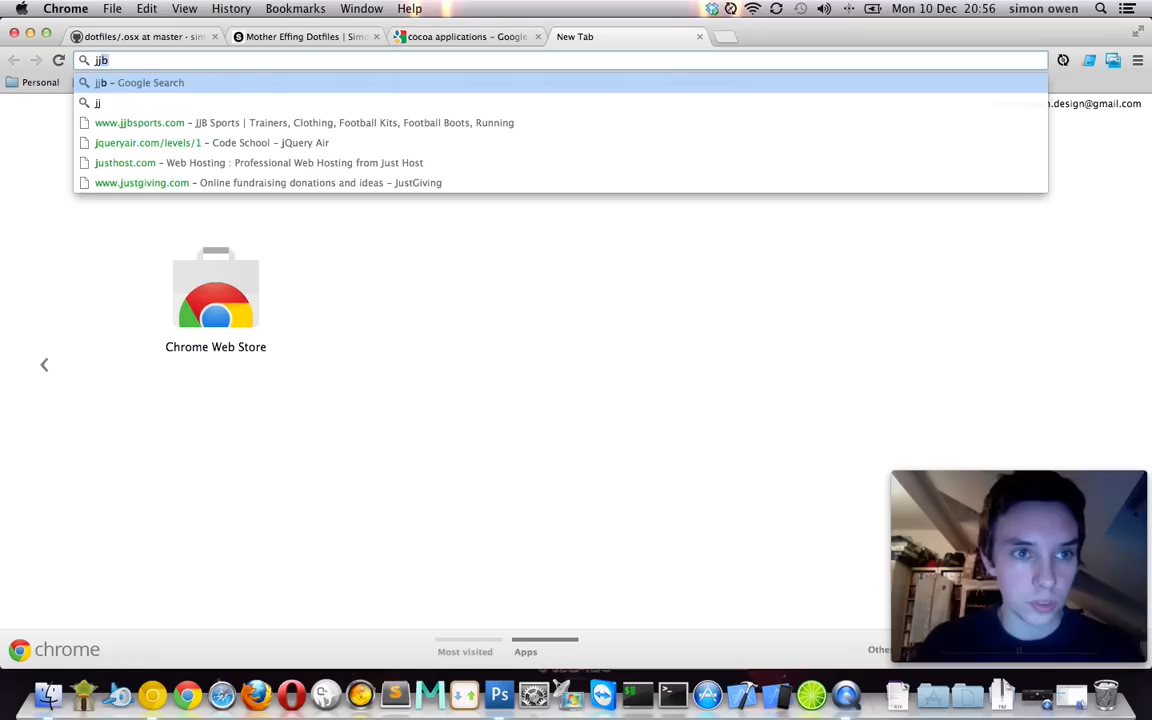 Chrome File Edit View History Bookmarks Window Help Mon 10 Dec 20:56 simon owen
dotfiles/.osx at master · sim Mother Effing Dotfiles | Sim cocoa applications – Google New Tab
jjb
Personal
jjb – Google Search
jj
www.jjbsports.com – JJB Sports | Trainers, Clothing, Football Kits, Football Boots, Running
jqueryair.com/levels/1 – Code School – jQuery Air
justhost.com – Web Hosting : Professional Web Hosting from Just Host
www.justgiving.com – Online fundraising donations and ideas – JustGiving
design@gmail.com
Chrome Web Store
chrome Most visited Apps Othe